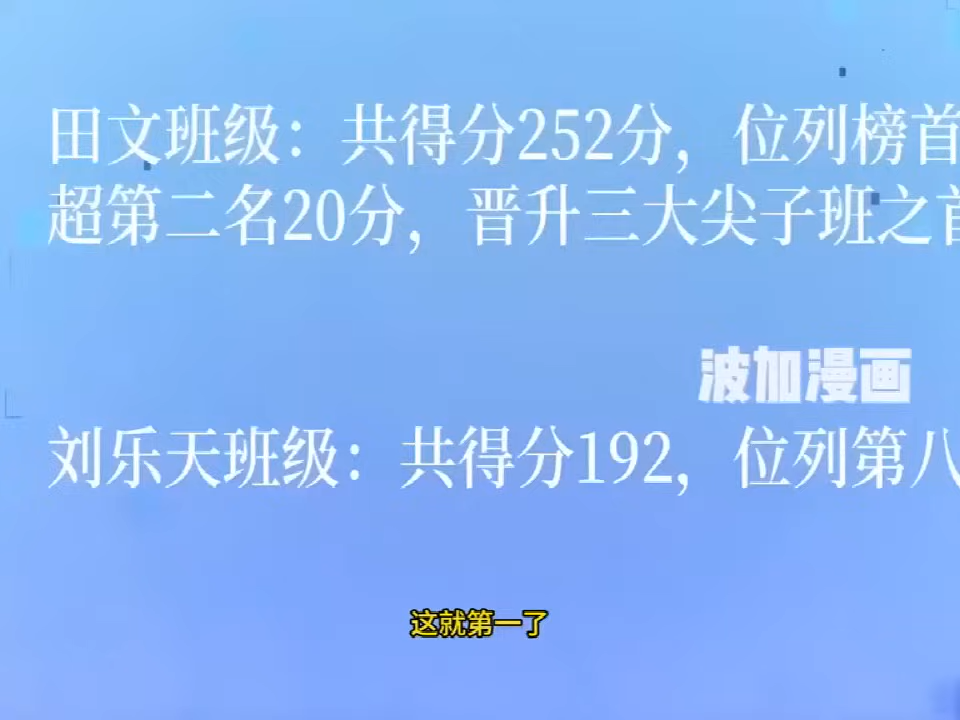 田文班级：共得分252分，位列榜首
超第二名20分，晋升三大尖子班之首
波加漫画
刘乐天班级：共得分192，位列第八
这就第一了